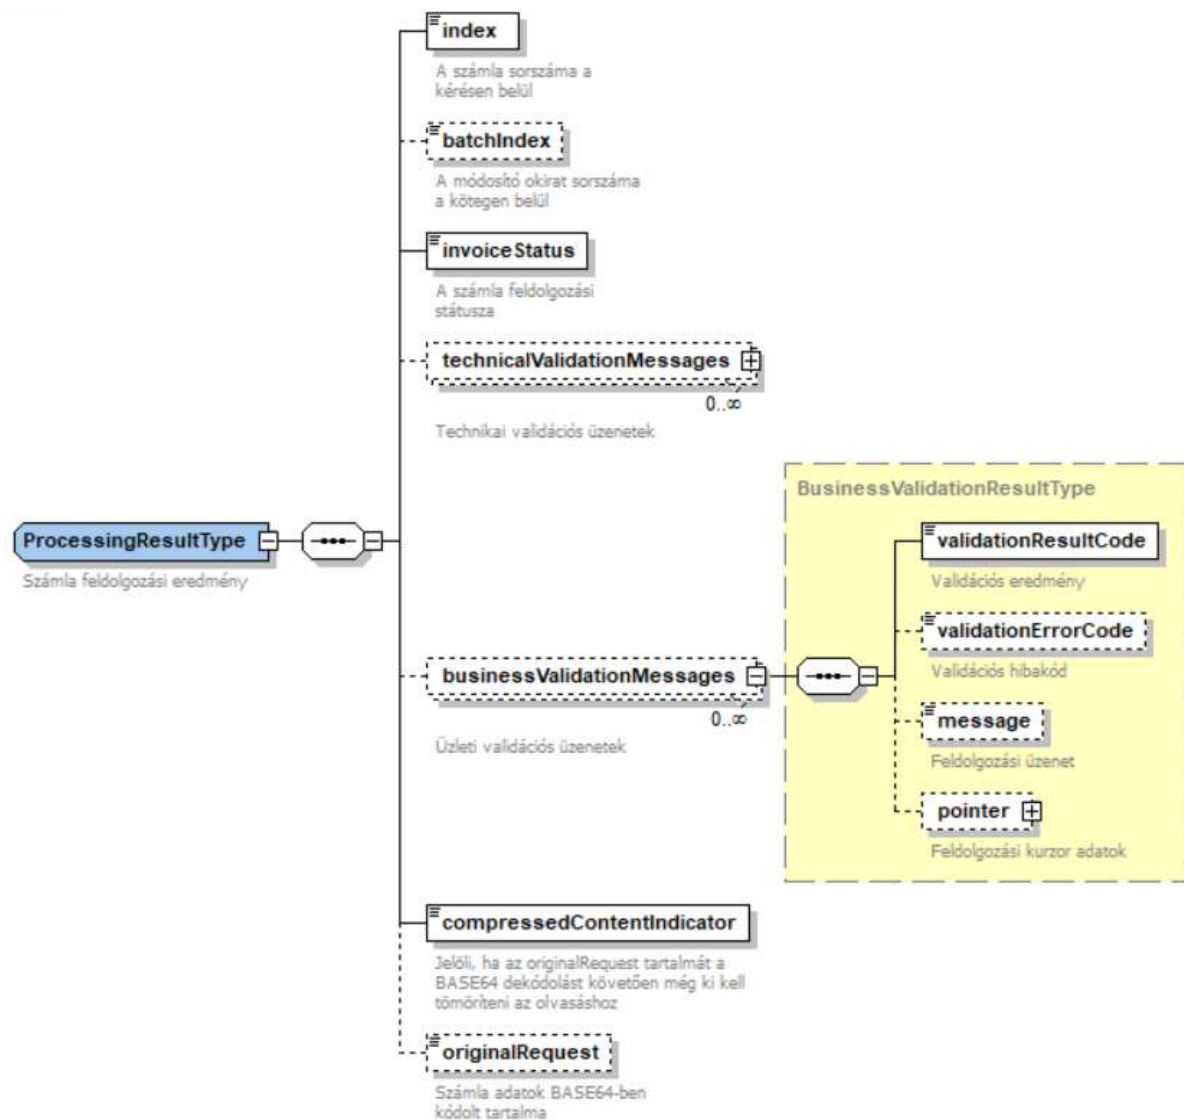 index
A számla sorszáma a
kérésen belül
batchIndex
A módosító okirat sorszáma
a kötegen belül
invoiceStatus
A számla feldolgozási
státusza
technicalValidationMessages
0..∞
Technikai validációs üzenetek
BusinessValidationResultType
ProcessingResultType
Számla feldolgozási eredmény
validationResultCode
Validációs eredmény
validationErrorCode
Validációs hibakód
businessValidationMessages
0..∞
Üzleti validációs üzenetek
message
Feldolgozási üzenet
pointer
Feldolgozási kurzor adatok
compressedContentIndicator
Jelöli, ha az originalRequest tartalmát a
BASE64 dekódolást követően még ki kell
tömöríteni az olvasáshoz
originalRequest
Számla adatok BASE64-ben
kódolt tartalma